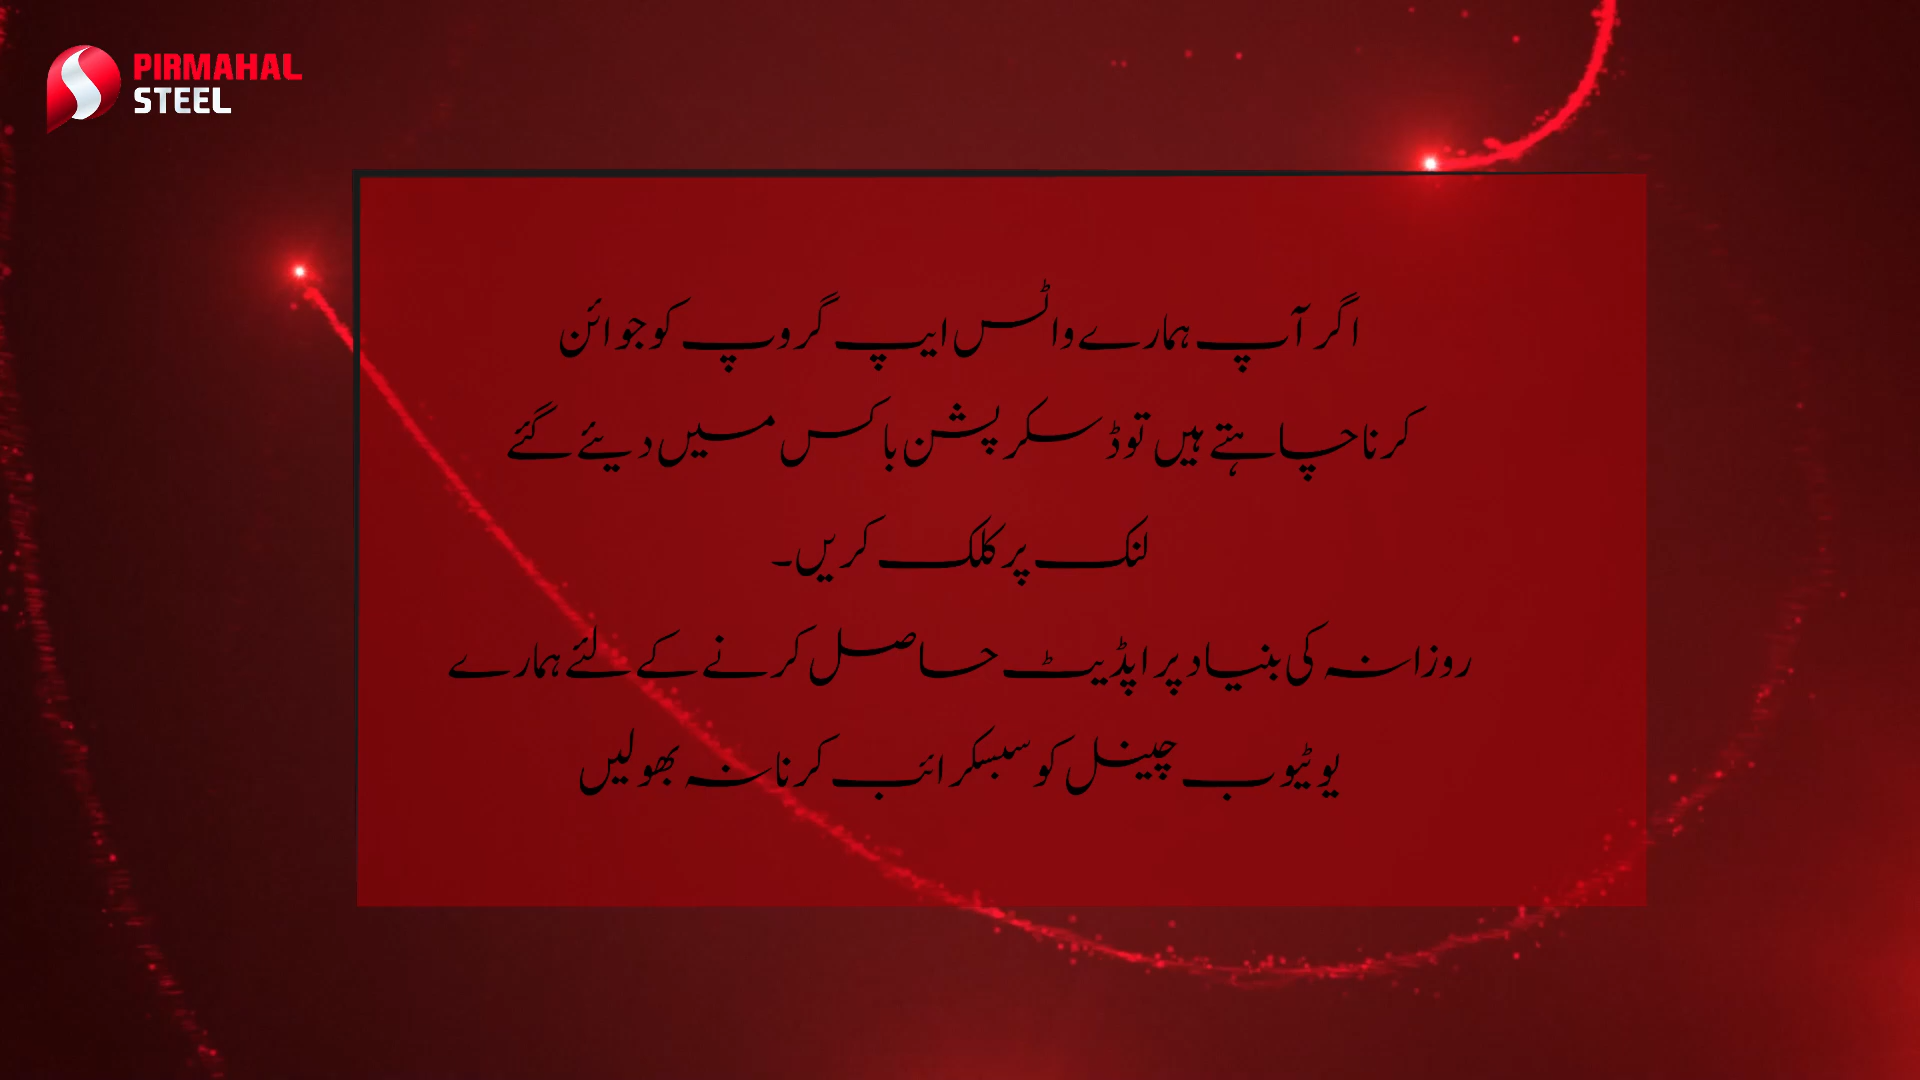 PIRMAHAL
STEEL
اگر آپ ہمارے واٹس ایپ گروپ کو جوائن
کرنا چاہتے ہیں تو ڈسکرپشن باکس میں دیئے گئے
لنک پر کلک کریں۔
روزانہ کی بنیاد پر اپڈیٹ حاصل کرنے کے لئے ہمارے
یوٹیوب چینل کو سبسکرائب کرنا نہ بھولیں